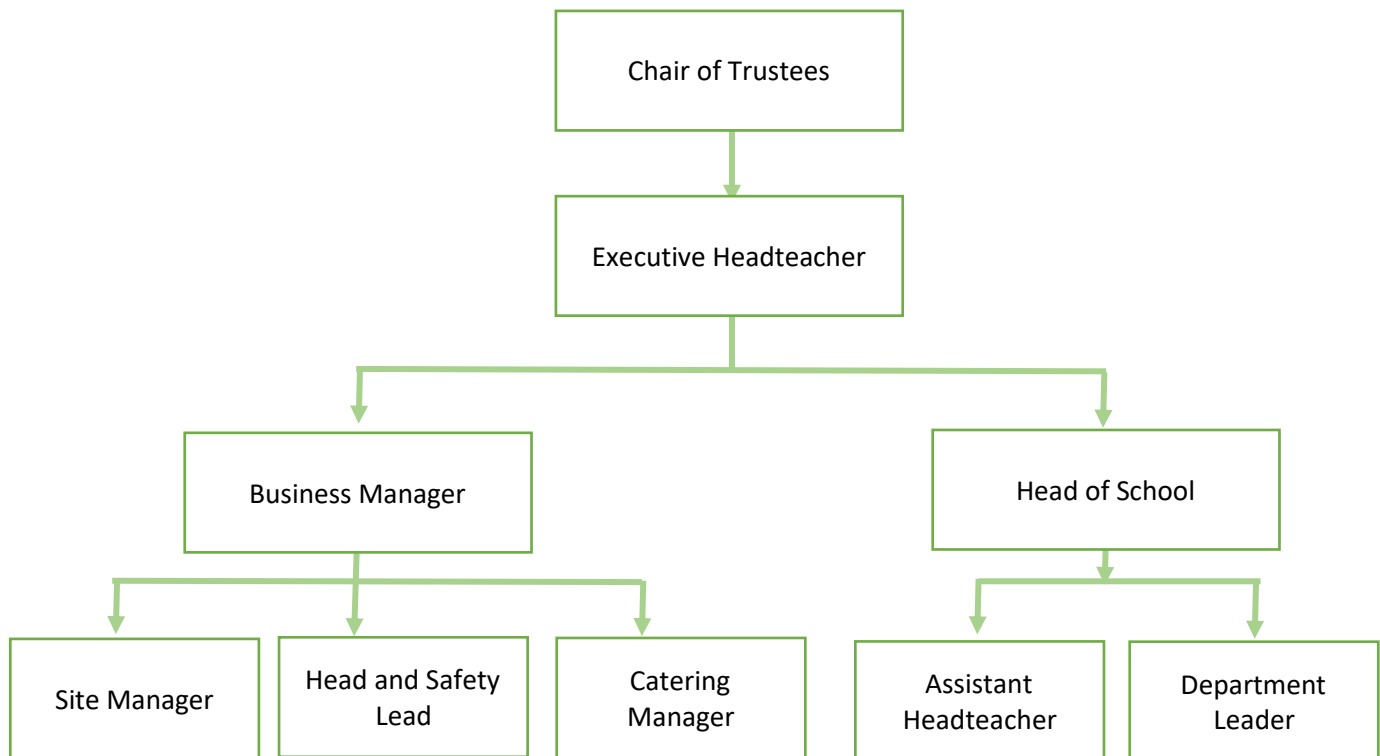 Chair of Trustees
Executive Headteacher
Business Manager
Head of School
Site Manager
Head and Safety
Lead
Catering
Manager
Assistant
Headteacher
Department
Leader